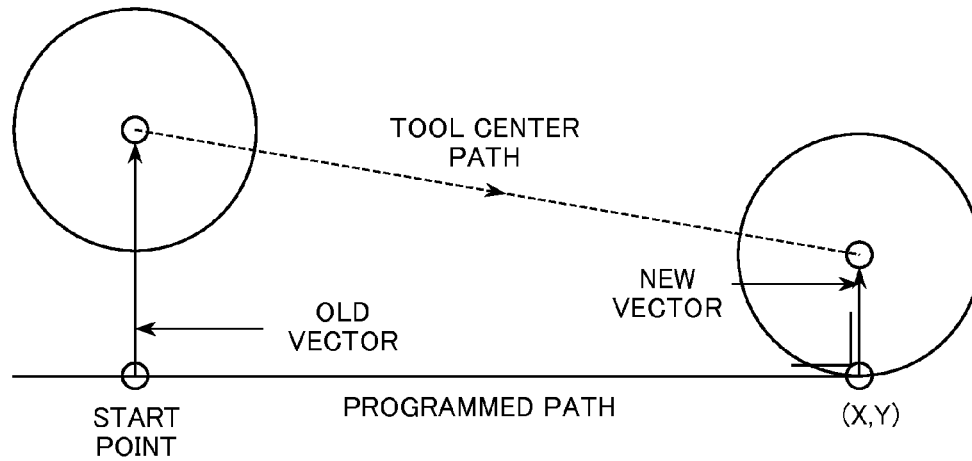 TOOL CENTER
PATH
OLD
VECTOR
NEW
VECTOR
START
POINT
PROGRAMMED PATH
(X,Y)